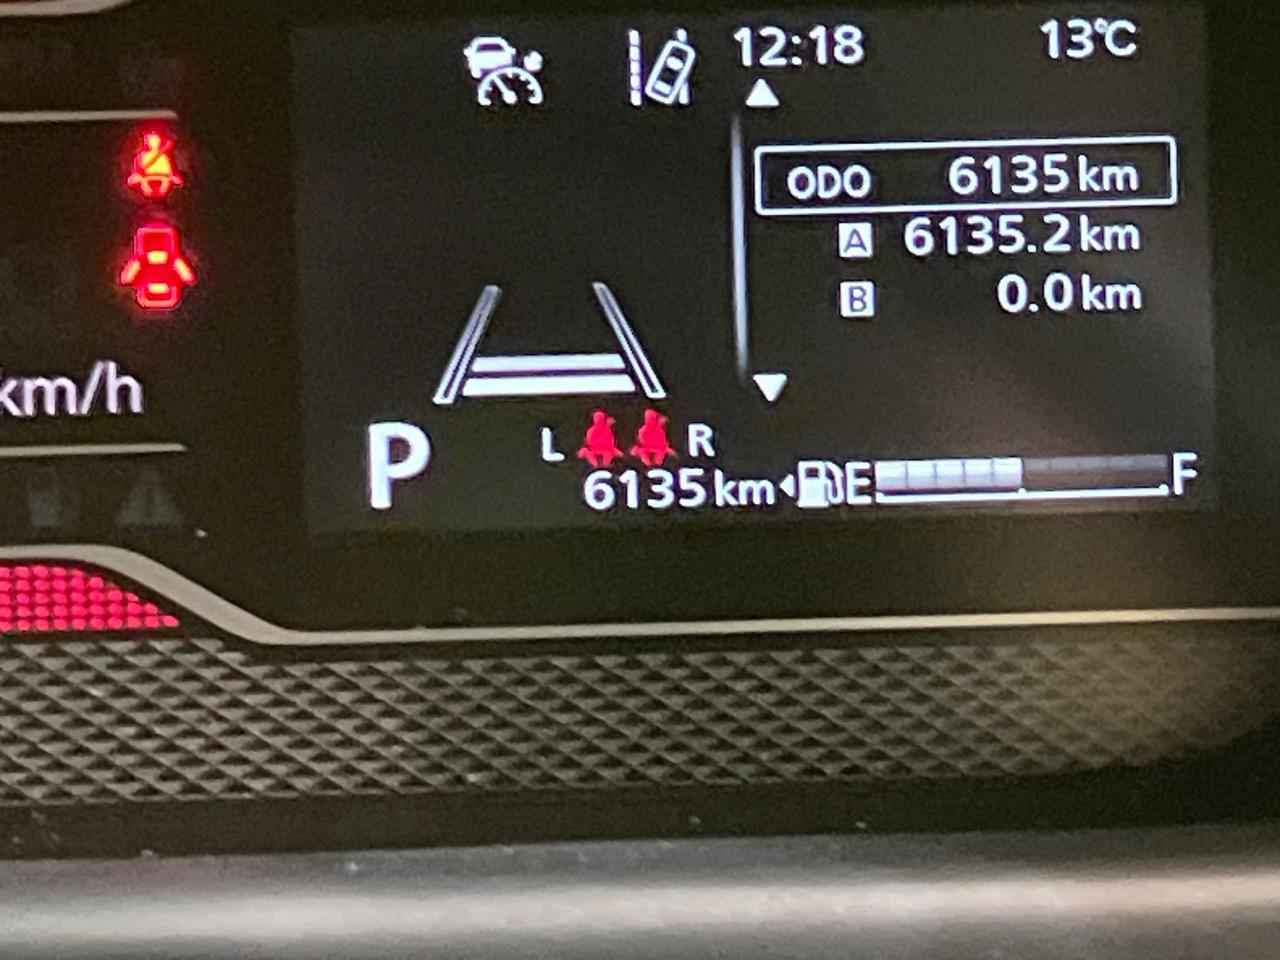 12:18 13℃
ODO 6135 km
A 6135.2 km
B 0.0 km
km/h
P L R
6135 km E F